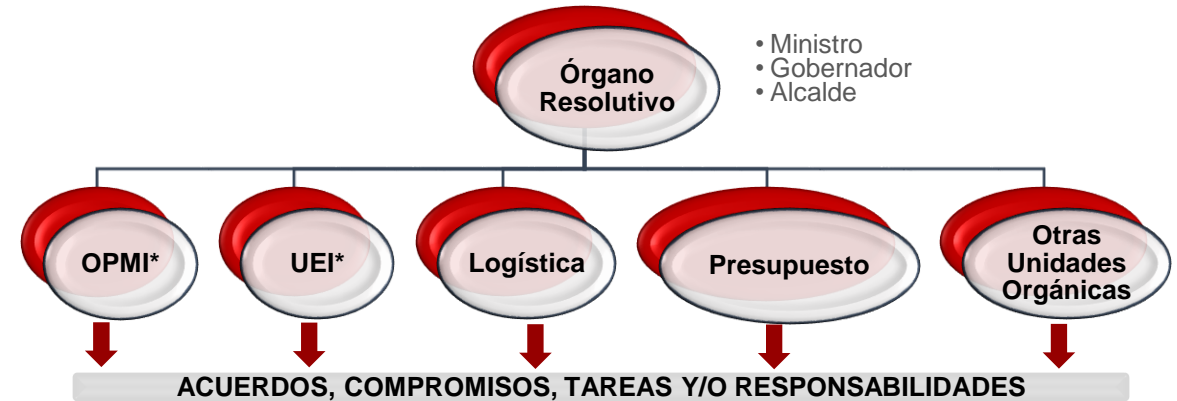 Órgano
Resolutivo
• Ministro
• Gobernador
• Alcalde
OPMI*
UEI*
Logística
Presupuesto
Otras
Unidades
Orgánicas
ACUERDOS, COMPROMISOS, TAREAS Y/O RESPONSABILIDADES